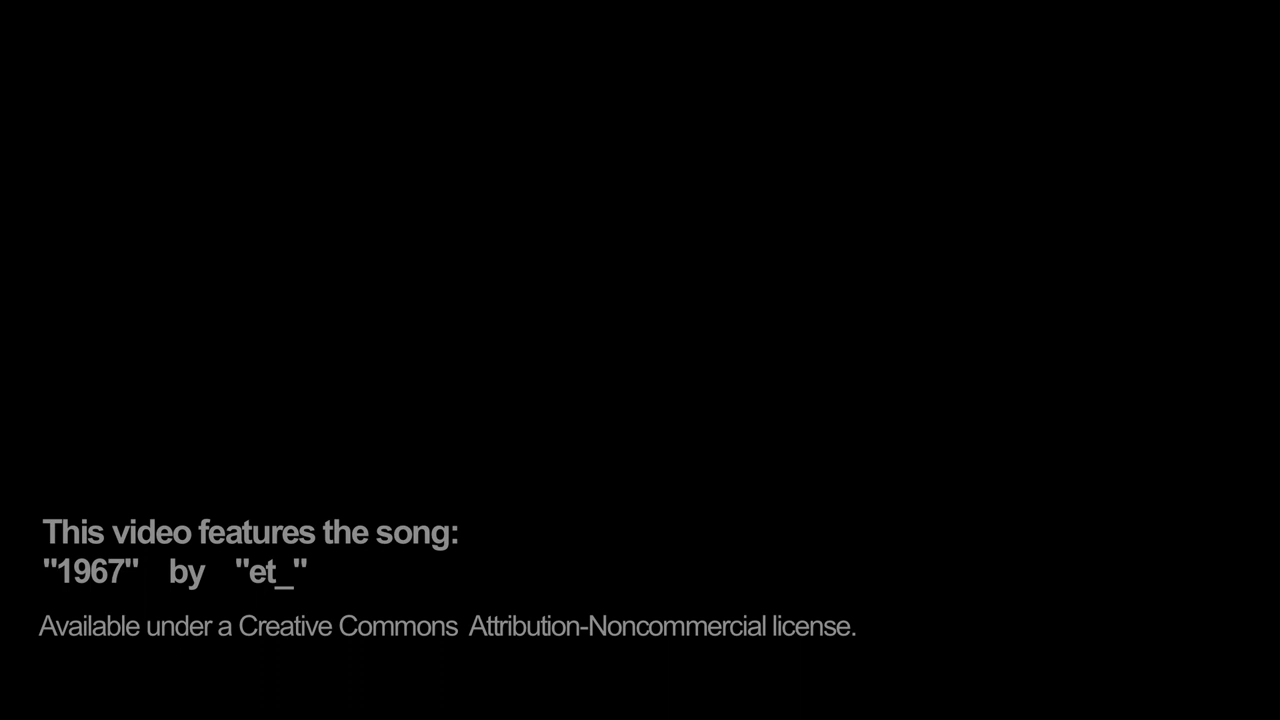 This video features the song:
"1967" by "et_"
Available under a Creative Commons Attribution-Noncommercial license.